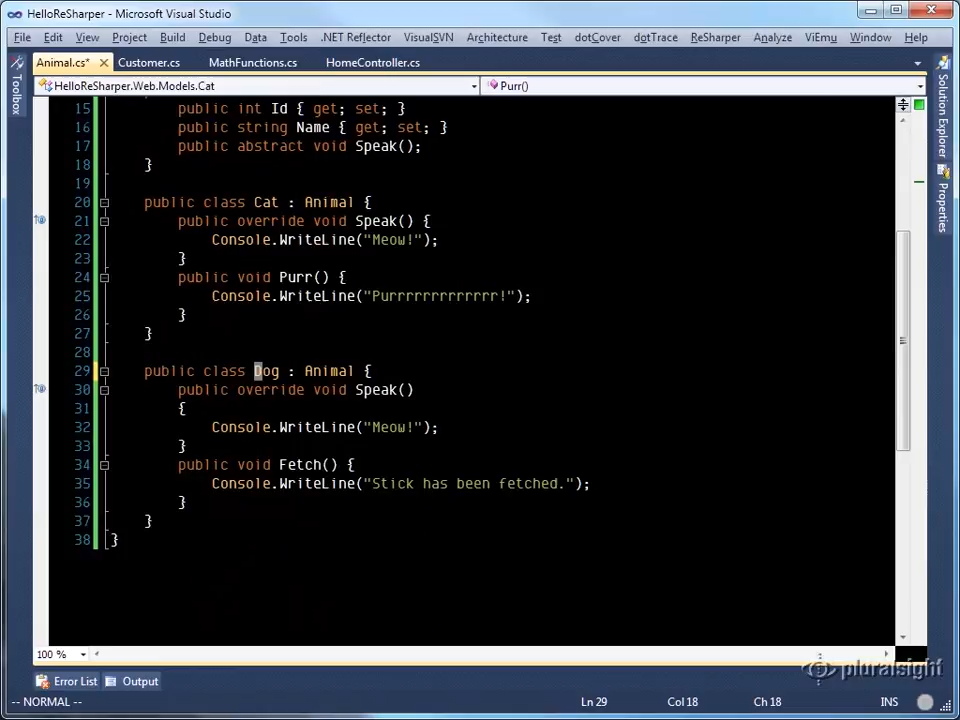 HelloReSharper - Microsoft Visual Studio
File Edit View Project Build Debug Data Tools .NET Reflector VisualSVN Architecture Test dotCover dotTrace ReSharper Analyze ViEmu Window Help
Animal.cs* Customer.cs MathFunctions.cs HomeController.cs
HelloReSharper.Web.Models.Cat Purr()
Toolbox
Solution Explorer
Properties
15 public int Id { get; set; }
16 public string Name { get; set; }
17 public abstract void Speak();
18 }
19
20 public class Cat : Animal {
21 public override void Speak() {
22 Console.WriteLine("Meow!");
23 }
24 public void Purr() {
25 Console.WriteLine("Purrrrrrrrrrrrr!");
26 }
27 }
28
29 public class Dog : Animal {
30 public override void Speak()
31 {
32 Console.WriteLine("Meow!");
33 }
34 public void Fetch() {
35 Console.WriteLine("Stick has been fetched.");
36 }
37 }
38 }
100 %
pluralsight
Error List Output
-- NORMAL -- Ln 29 Col 18 Ch 18 INS